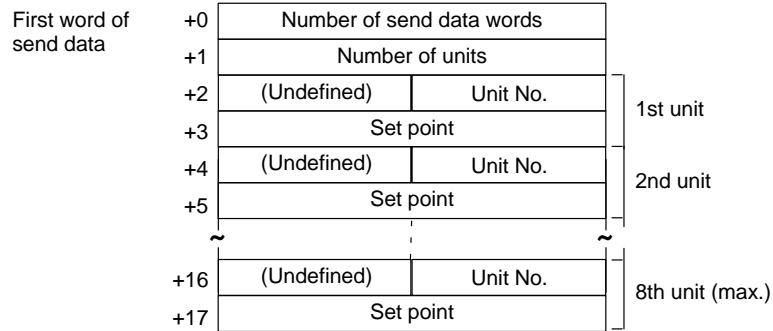 First word of
send data
+0 Number of send data words
+1 Number of units
+2 (Undefined) Unit No.
+3 Set point
1st unit
+4 (Undefined) Unit No.
+5 Set point
2nd unit
~ ~
+16 (Undefined) Unit No.
+17 Set point
8th unit (max.)